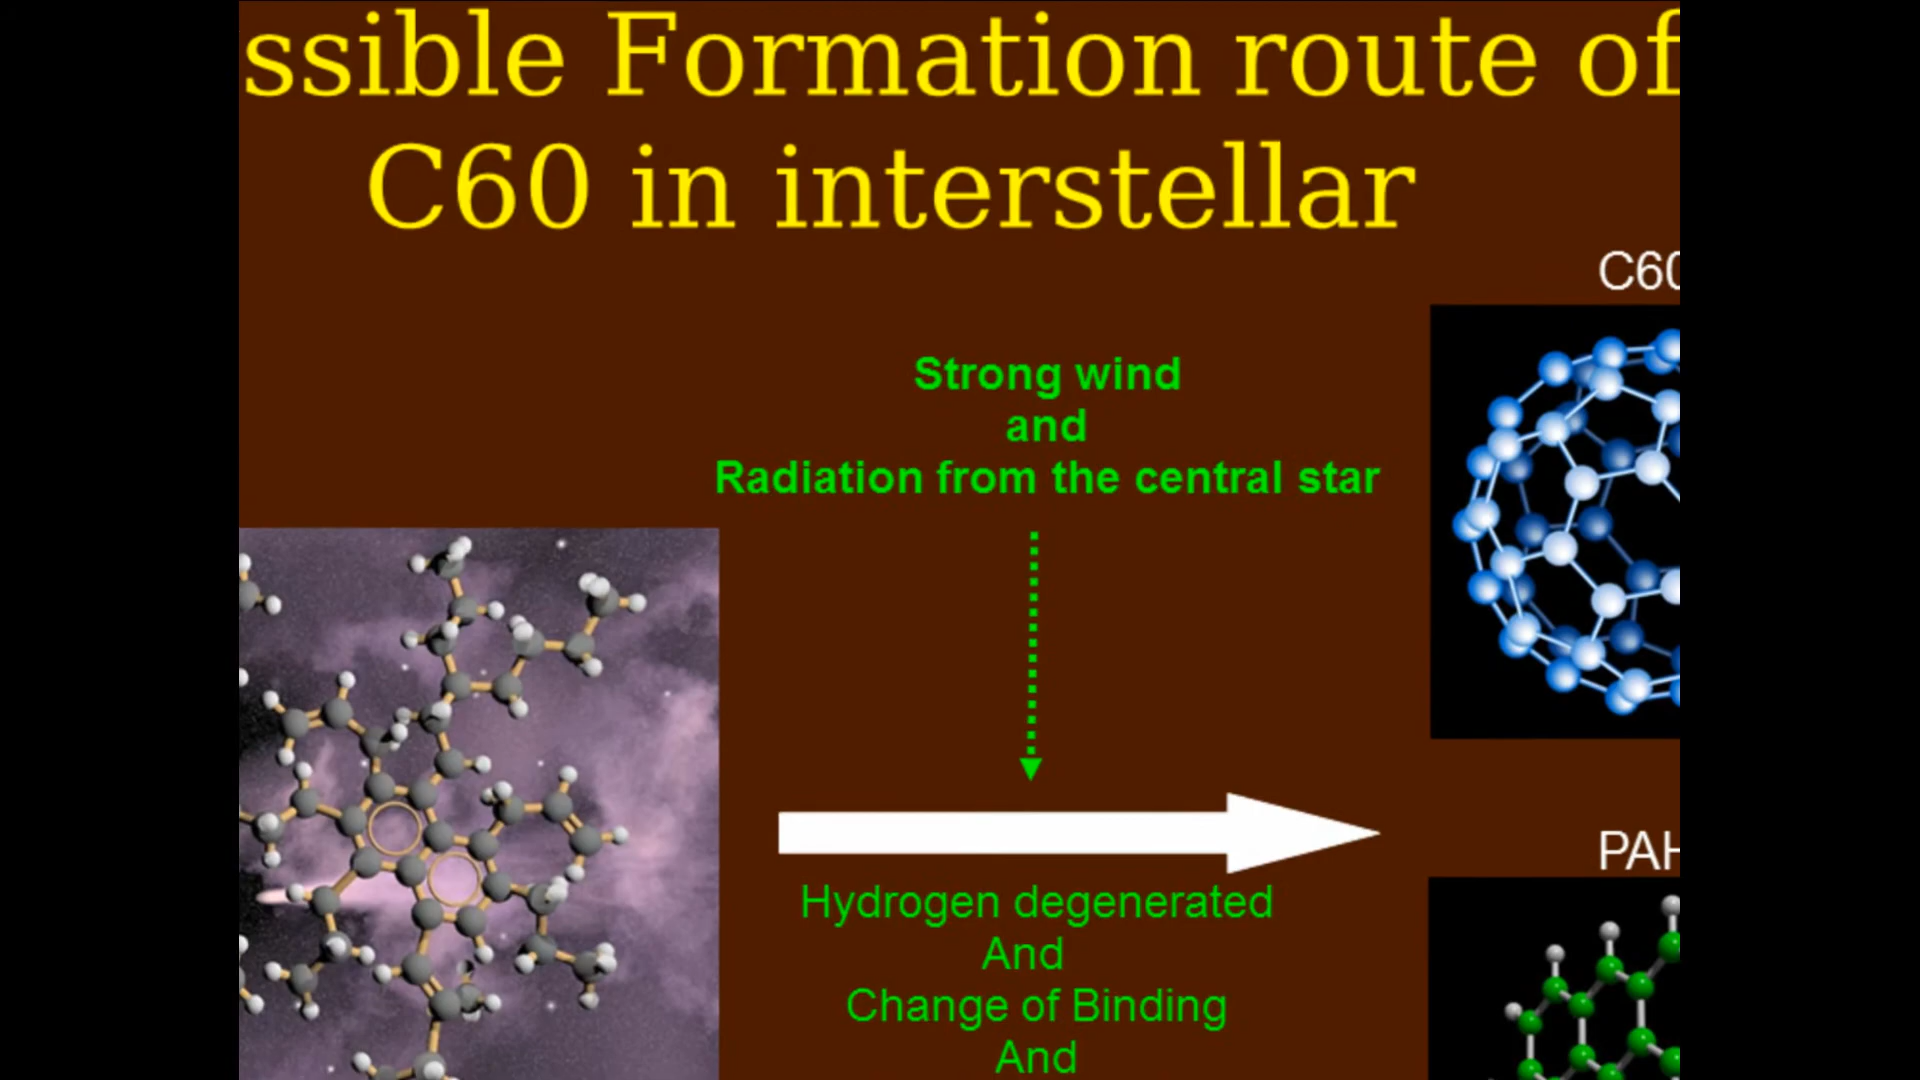 ssible Formation route of
C60 in interstellar
C60
Strong wind
and
Radiation from the central star
PAH
Hydrogen degenerated
And
Change of Binding
And